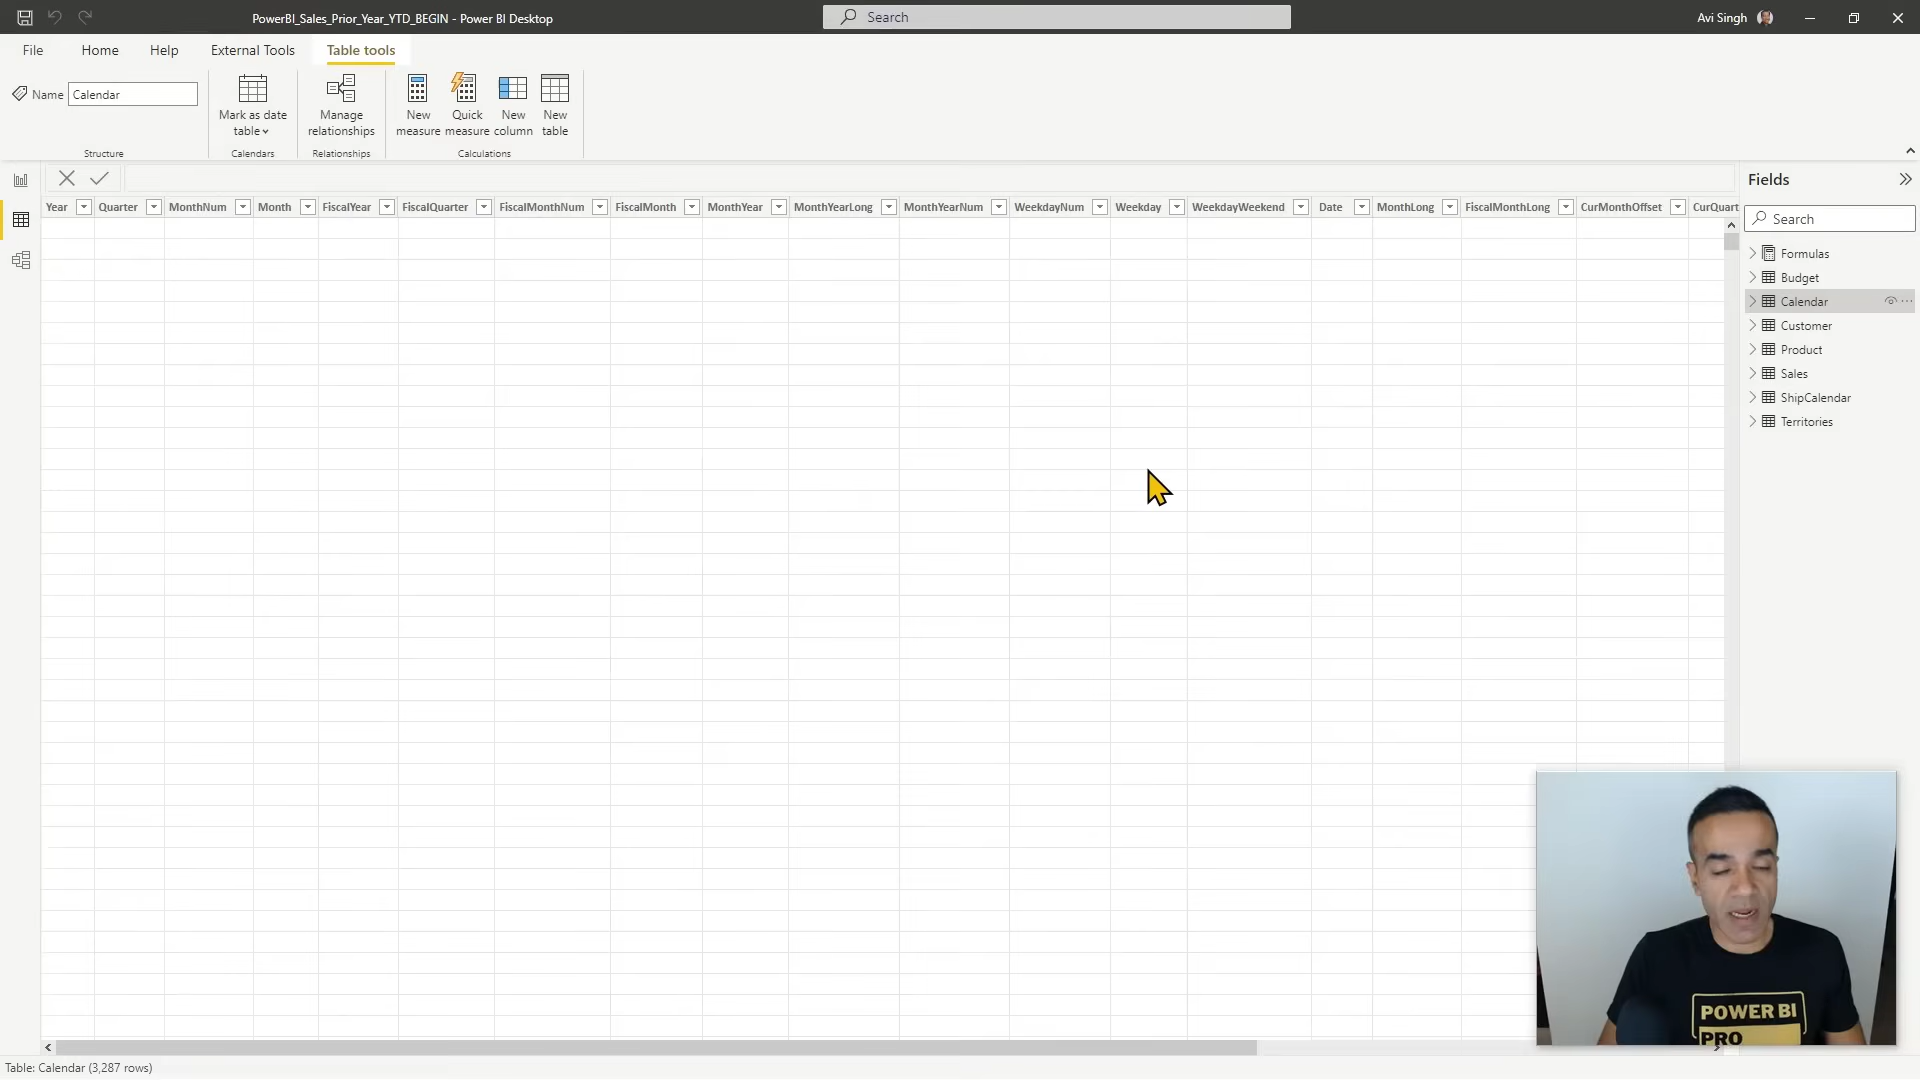 PowerBI_Sales_Prior_Year_YTD_BEGIN - Power BI Desktop
Search
Avi Singh
File
Home
Help
External Tools
Table tools
Name
Calendar
Mark as date
table
Manage
relationships
New
measure
Quick
measure
New
column
New
table
Structure
Calendars
Relationships
Calculations
Year
Quarter
MonthNum
Month
FiscalYear
FiscalQuarter
FiscalMonthNum
FiscalMonth
MonthYear
MonthYearLong
MonthYearNum
WeekdayNum
Weekday
WeekdayWeekend
Date
MonthLong
FiscalMonthLong
CurMonthOffset
CurQuart
Fields
Search
Formulas
Budget
Calendar
Customer
Product
Sales
ShipCalendar
Territories
POWER BI
PRO
Table: Calendar (3,287 rows)